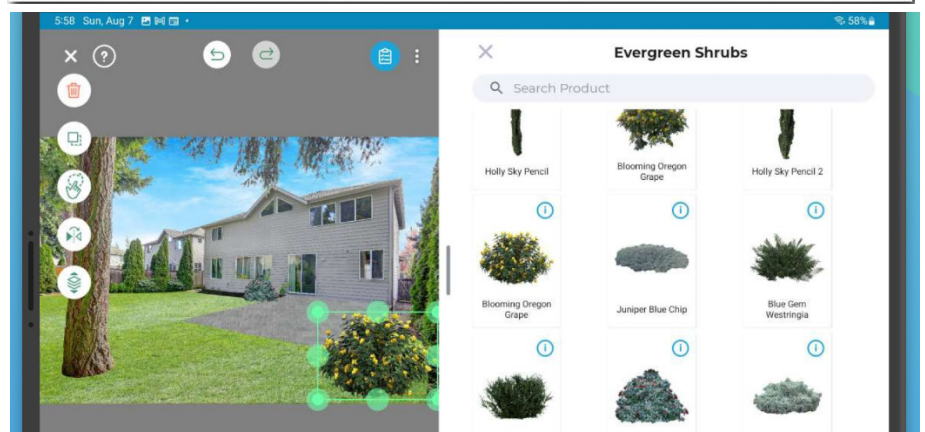 5:58 Sun, Aug 7
58%
?
Evergreen Shrubs
Search Product
Holly Sky Pencil
Blooming Oregon
Grape
Holly Sky Pencil 2
Blooming Oregon
Grape
Juniper Blue Chip
Blue Gem
Westringia